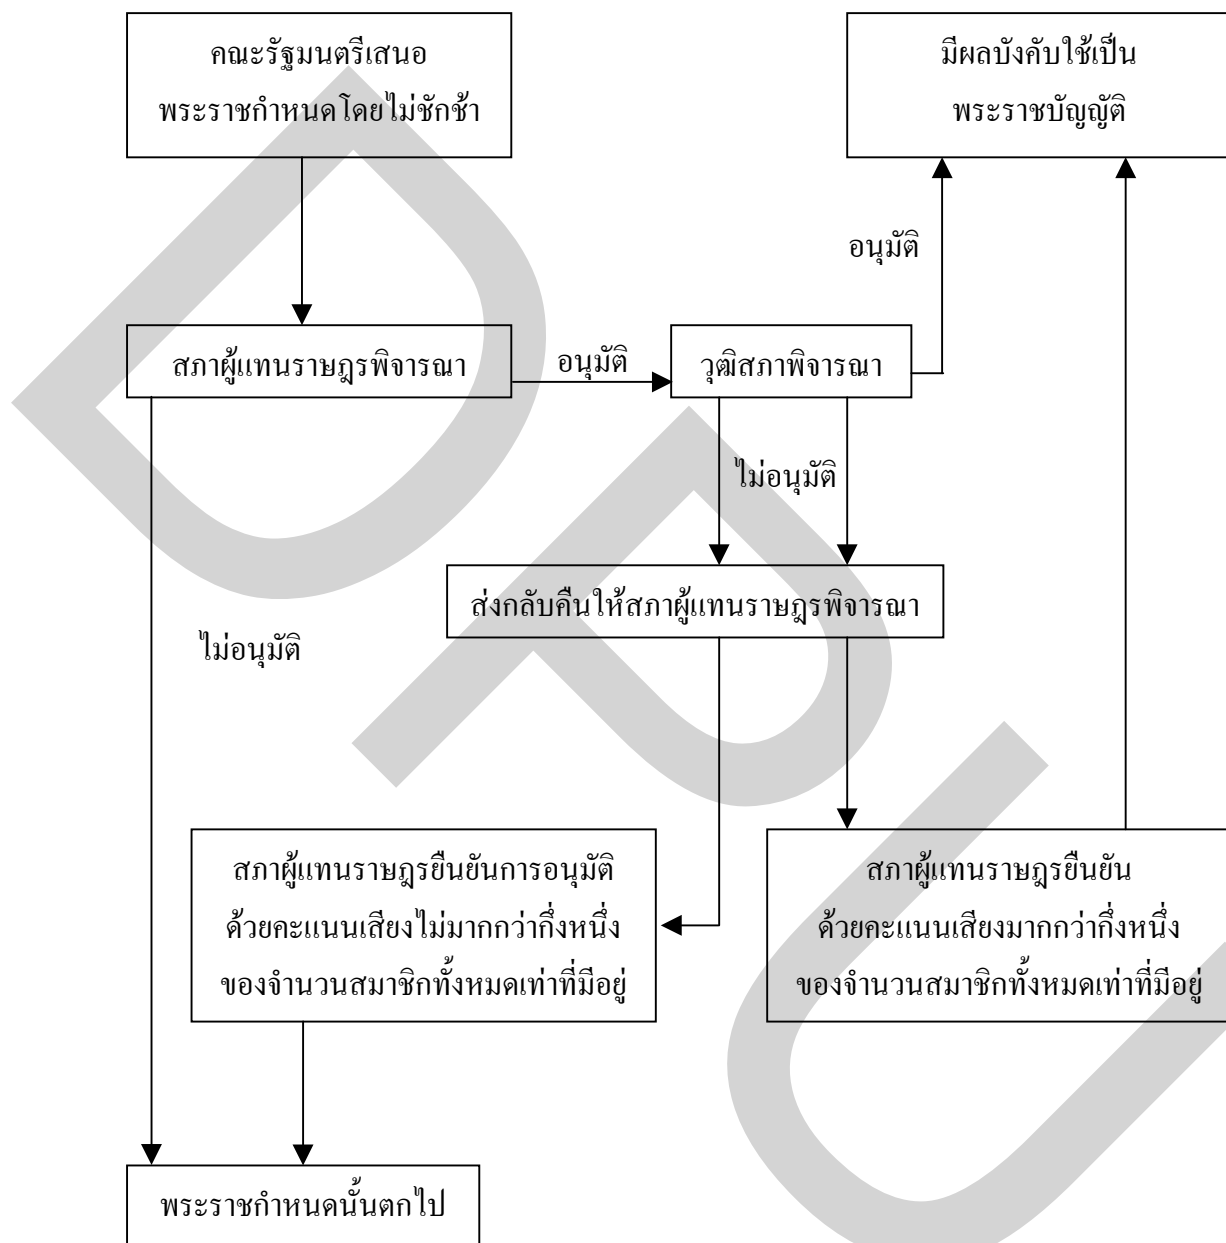 คณะรัฐมนตรีเสนอ
พระราชกำหนดโดยไม่ชักช้า
มีผลบังคับใช้เป็น
พระราชบัญญัติ
อนุมัติ
สภาผู้แทนราษฎรพิจารณา
อนุมัติ
วุฒิสภาพิจารณา
ไม่อนุมัติ
ส่งกลับคืนให้สภาผู้แทนราษฎรพิจารณา
ไม่อนุมัติ
สภาผู้แทนราษฎรยืนยันการอนุมัติ
ด้วยคะแนนเสียงไม่มากกว่ากึ่งหนึ่ง
ของจำนวนสมาชิกทั้งหมดเท่าที่มีอยู่
สภาผู้แทนราษฎรยืนยัน
ด้วยคะแนนเสียงมากกว่ากึ่งหนึ่ง
ของจำนวนสมาชิกทั้งหมดเท่าที่มีอยู่
พระราชกำหนดนั้นตกไป
DPU